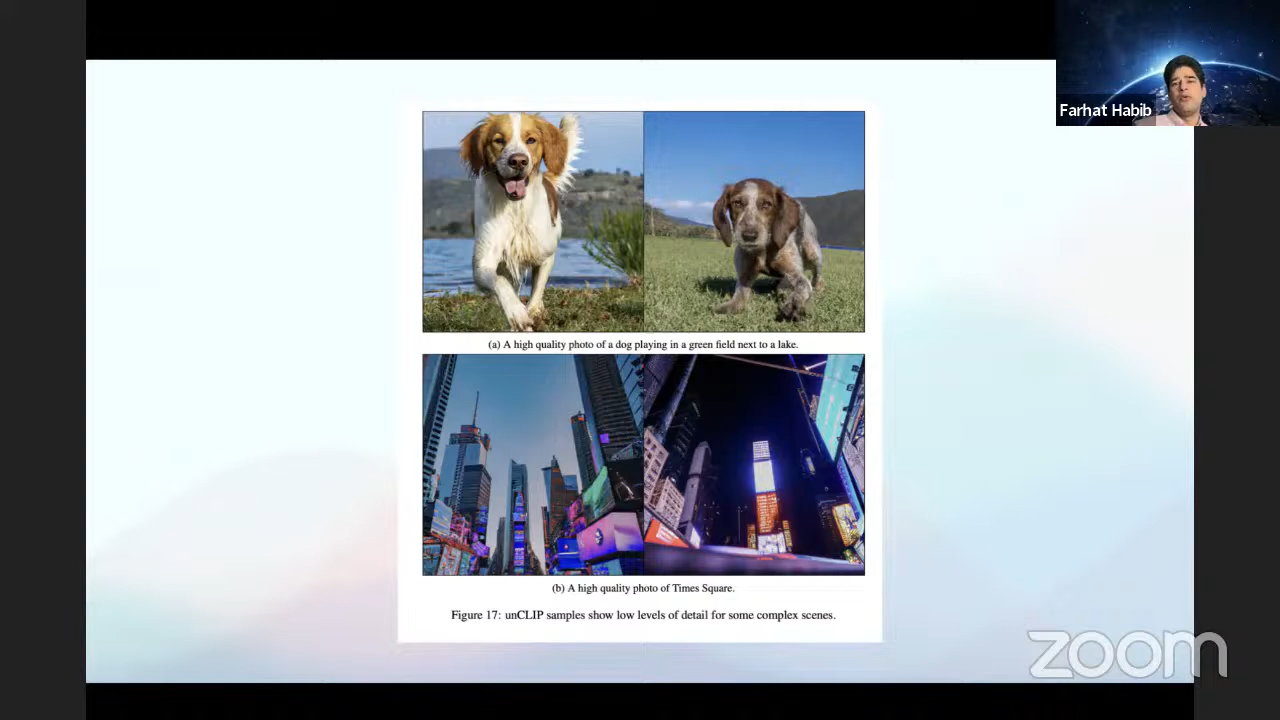 Farhat Habib
(a) A high quality photo of a dog playing in a green field next to a lake.
(b) A high quality photo of Times Square.
Figure 17: unCLIP samples show low levels of detail for some complex scenes.
zoom